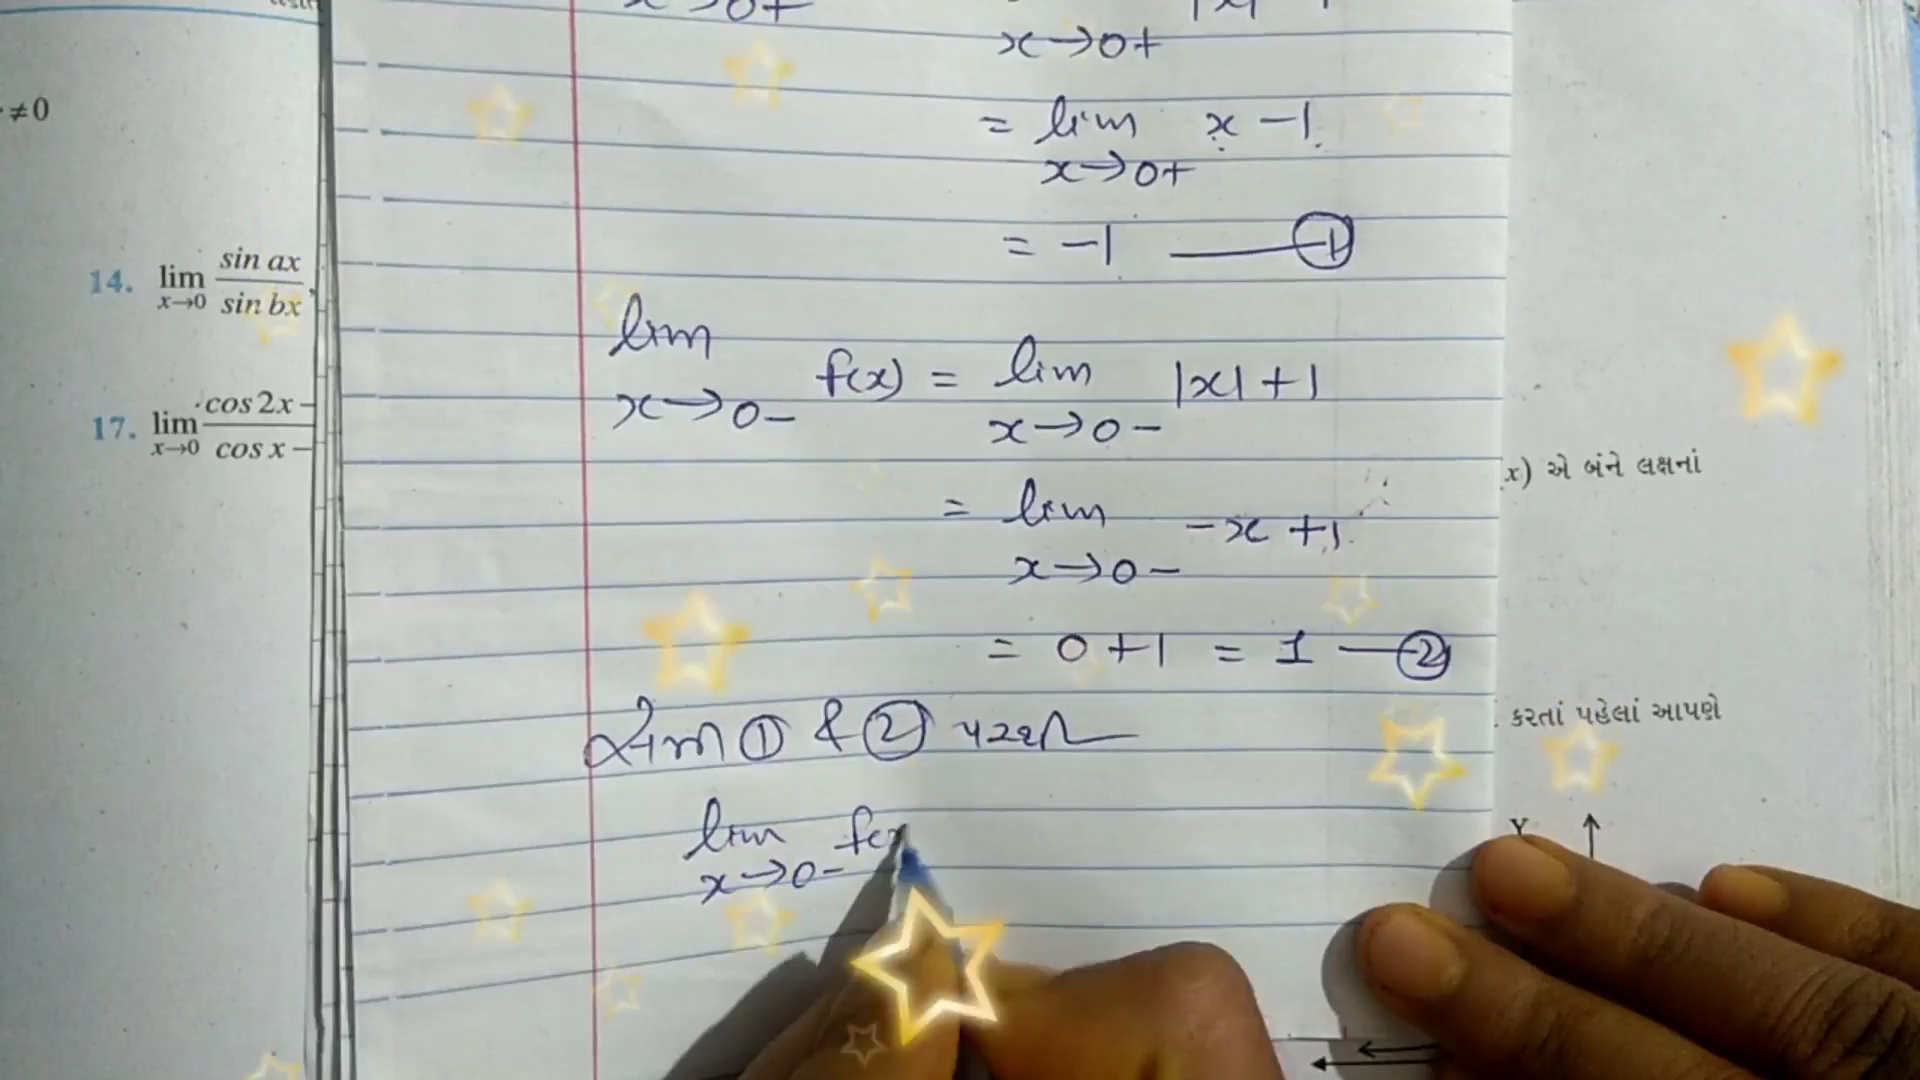 x→0+
x→0+
= lim x -1
x→0+
= -1 —— ①
lim f(x) = lim |x| + 1
x→0- x→0-
= lim -x +1
x→0-
= 0 + 1 = 1 — ②
① & ② પરથી
lim f(x
x→0-
≠0
14. lim sin ax
x→0 sin bx
17. lim cos 2x –
x→0 cos x –
x) એ બંને લક્ષનાં
કરતાં પહેલાં આપણે
Y